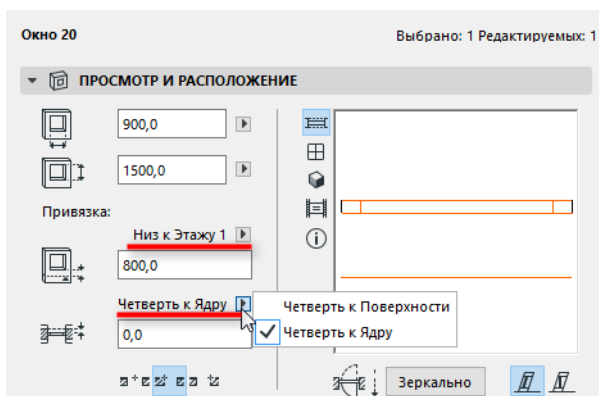 Окно 20 Выбрано: 1 Редактируемых: 1
ПРОСМОТР И РАСПОЛОЖЕНИЕ
900,0
1500,0
Привязка:
Низ к Этажу 1
800,0
Четверть к Ядру
Четверть к Поверхности
0,0
Четверть к Ядру
Зеркально